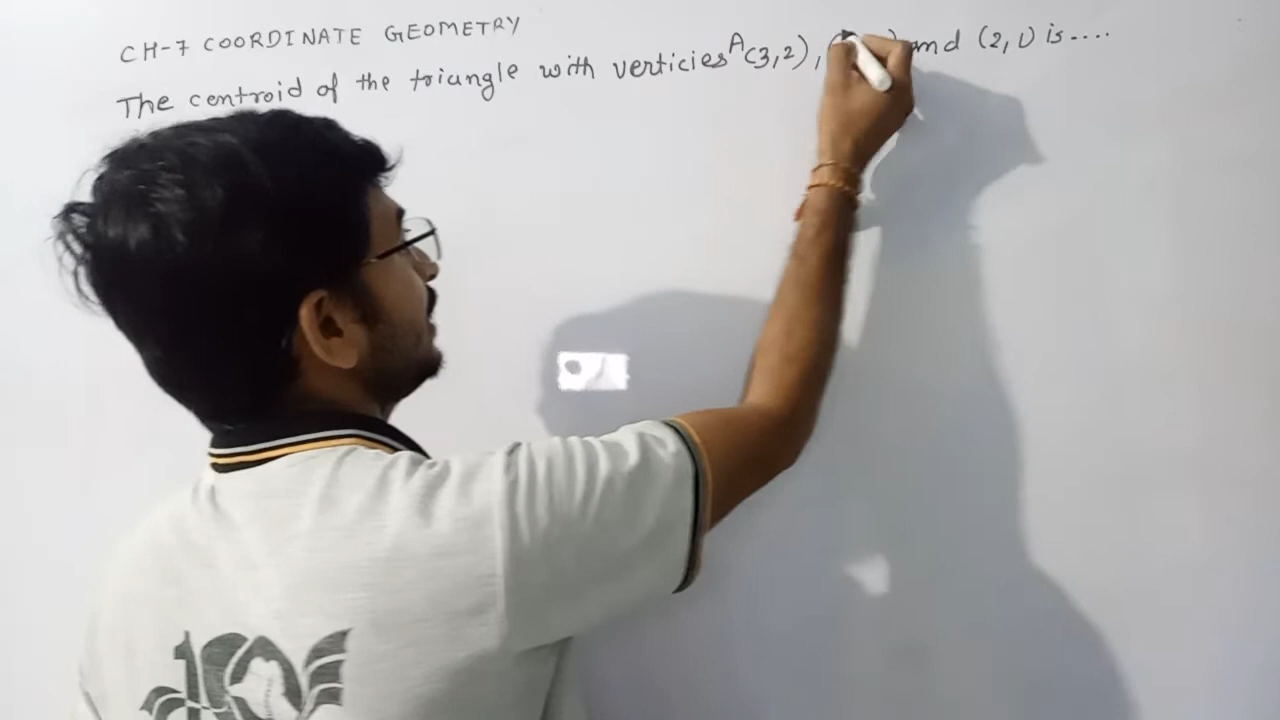 CH-7 COORDINATE GEOMETRY
The centroid of the triangle with verticies A(3,2), and (2,1) is....